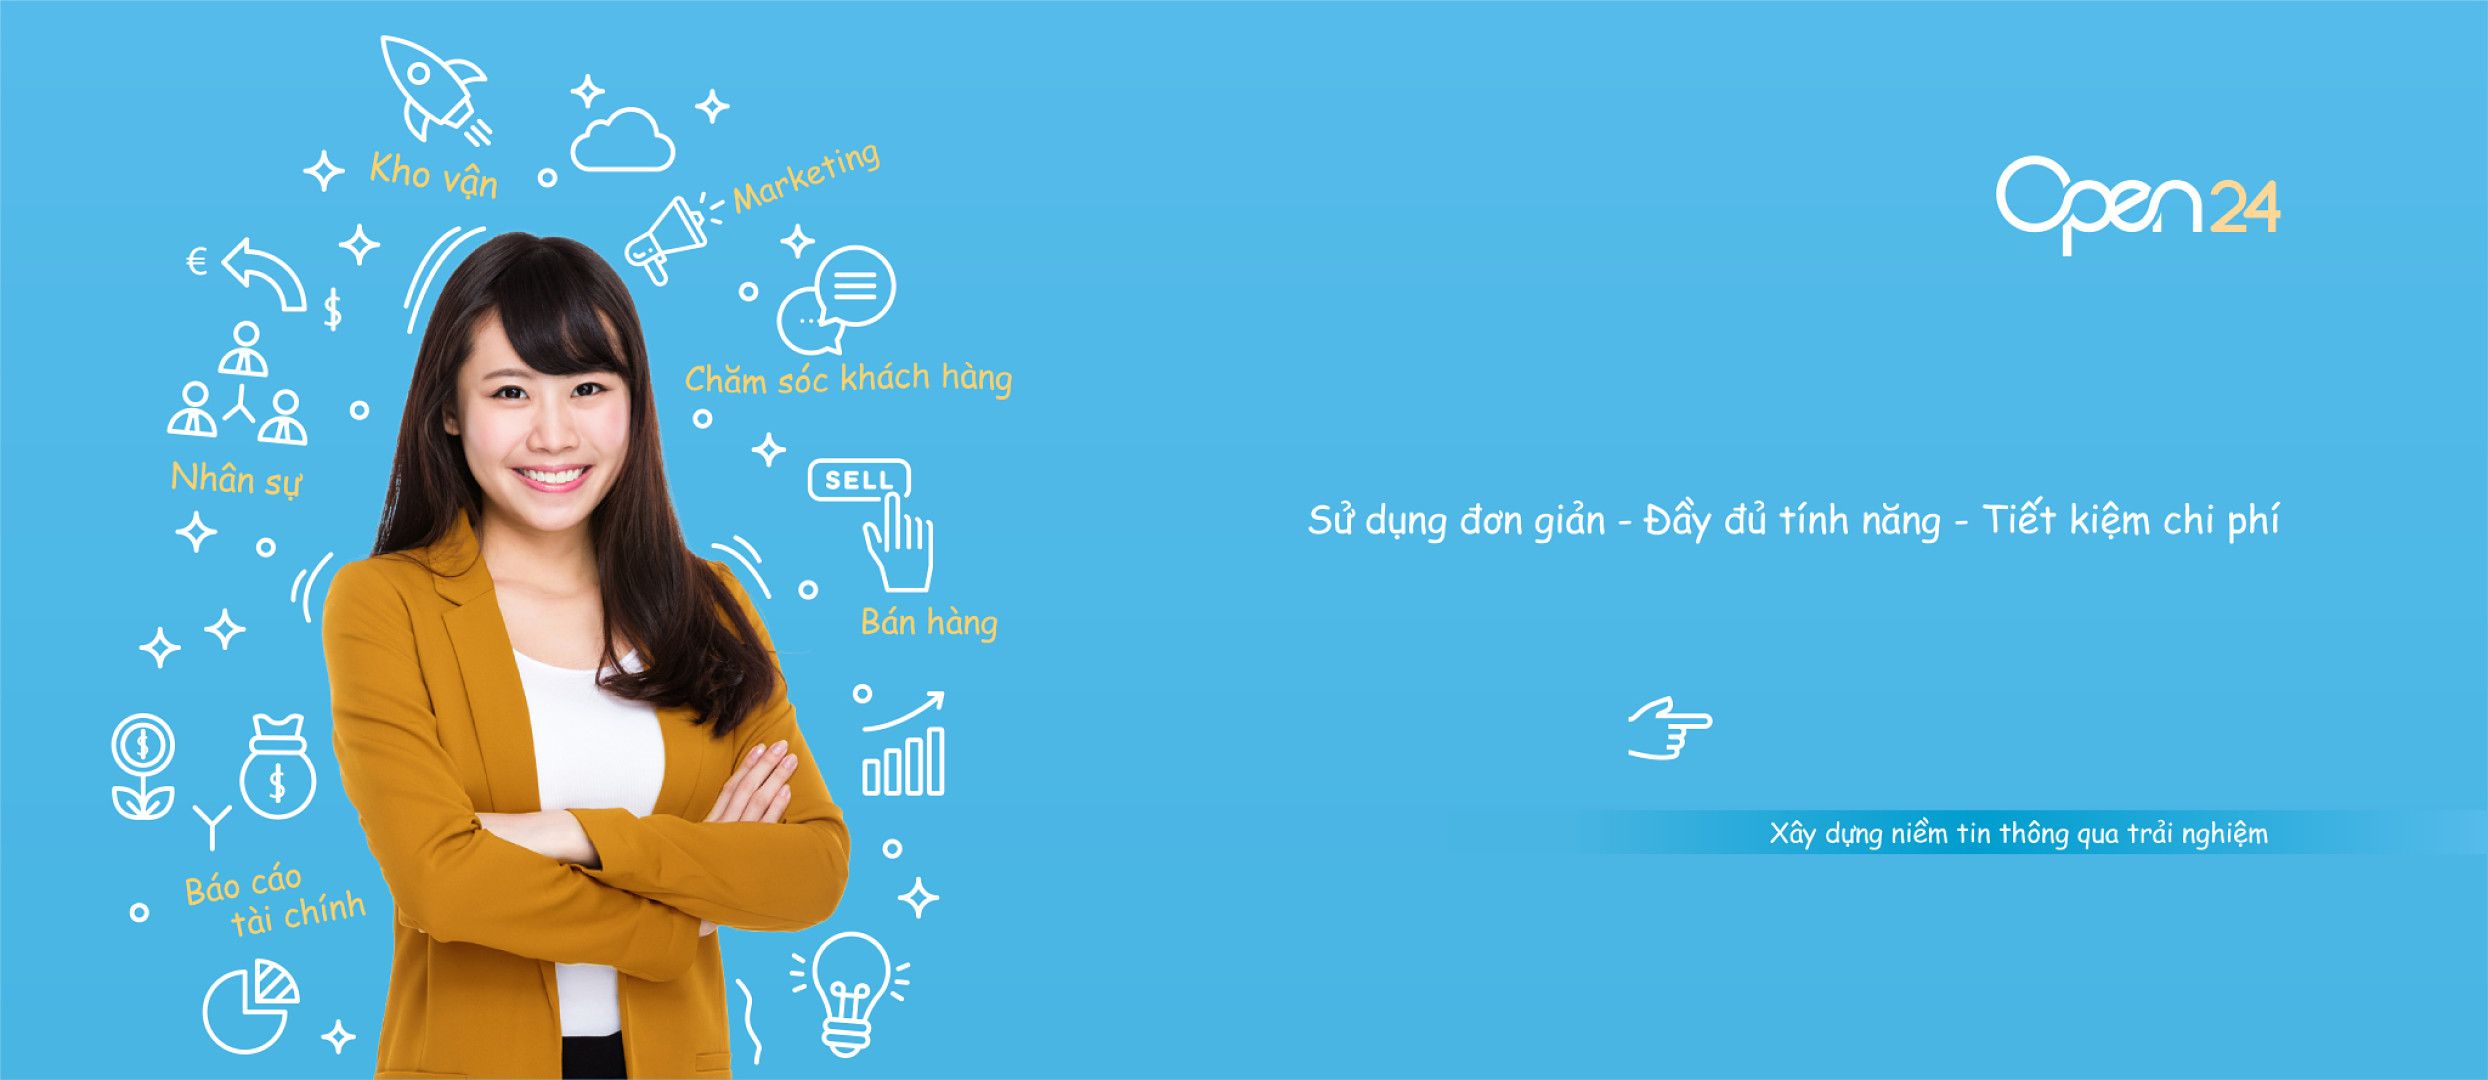 Kho vận
Marketing
Open24
€
$
Chăm sóc khách hàng
Nhân sự
SELL
Sử dụng đơn giản - Đầy đủ tính năng - Tiết kiệm chi phí
Bán hàng
$
$
Xây dựng niềm tin thông qua trải nghiệm
Báo cáo
tài chính